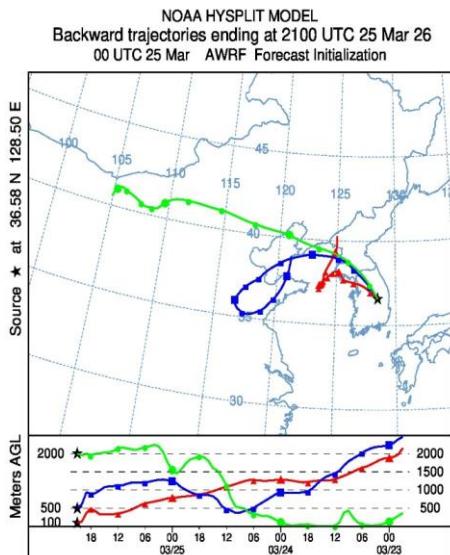 NOAA HYSPLIT MODEL
Backward trajectories ending at 2100 UTC 25 Mar 26
00 UTC 25 Mar AWRF Forecast Initialization
Source ★ at 36.58 N 128.50 E
100
105
110
115
120
125
130
135
45
40
35
30
Meters AGL
2000
500
100
2000
1500
1000
500
18 12 06 00 18 12 06 00 18 12 06 00
03/25 03/24 03/23